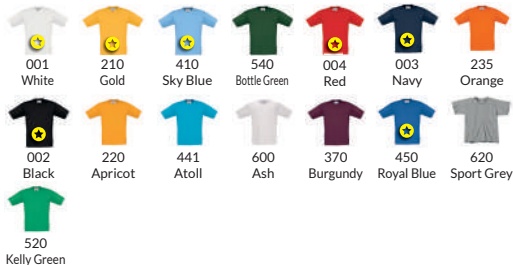 001 210 410 540 004 003 235
White Gold Sky Blue Bottle Green Red Navy Orange
002 220 441 600 370 450 620
Black Apricot Atoll Ash Burgundy Royal Blue Sport Grey
520
Kelly Green